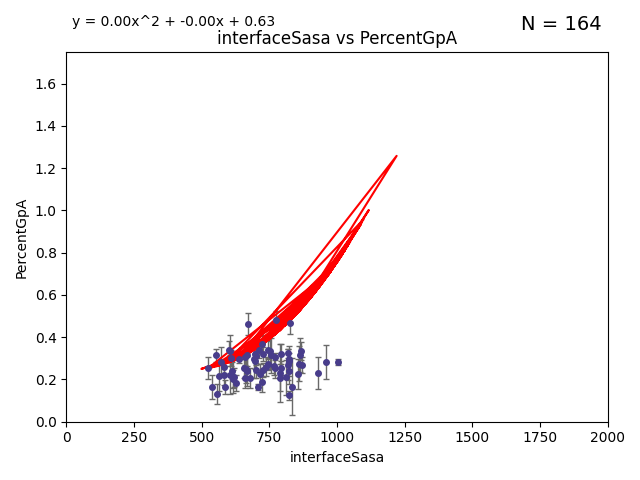 y = 0.00x^2 + -0.00x + 0.63
N = 164
interfaceSasa vs PercentGpA
1.6
1.4
1.2
1.0
0.8
0.6
0.4
0.2
0.0
PercentGpA
0 250 500 750 1000 1250 1500 1750 2000
interfaceSasa